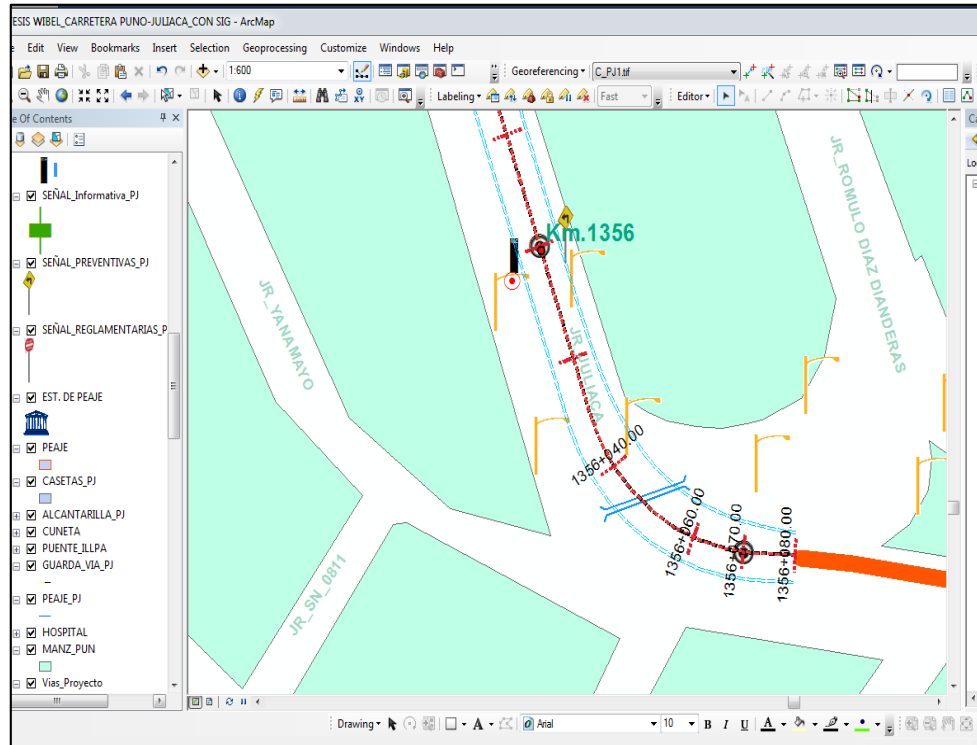 ESIS WIBEL_CARRETERA PUNO-JULIACA_CON SIG - ArcMap
Edit View Bookmarks Insert Selection Geoprocessing Customize Windows Help
1:600
Georeferencing
C_PJ1.tif
Labeling
Fast
Editor
e Of Contents
Ca
Lo
SEÑAL_Informativa_PJ
SEÑAL_PREVENTIVAS_PJ
SEÑAL_REGLAMENTARIAS_P
EST. DE PEAJE
PEAJE
CASETAS_PJ
ALCANTARILLA_PJ
CUNETA
PUENTE_ILLPA
GUARDA_VIA_PJ
PEAJE_PJ
HOSPITAL
MANZ_PUN
Vias_Proyecto
Km.1356
JR_YANAMAYO
JR_JULIACA
JR_ROMULO DIAZ DIANDERAS
JR_SN_0811
1356+040.00
1356+060.00
1356+070.00
1356+080.00
Drawing
A
Arial
10
B I U A